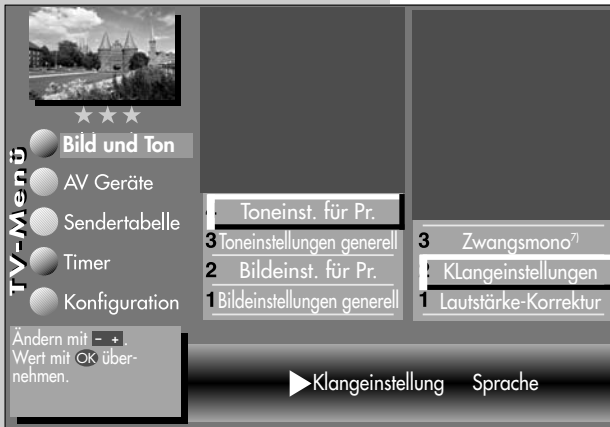 TV-Menü
Bild und Ton
AV Geräte
Sendertabelle
Timer
Konfiguration
Ändern mit - + .
Wert mit OK über-
nehmen.
Toneinst. für Pr.
3 Toneinstellungen generell
2 Bildeinst. für Pr.
1 Bildeinstellungen generell
3 Zwangsmono7)
2 KLangeinstellungen
1 Lautstärke-Korrektur
Klangeinstellung Sprache